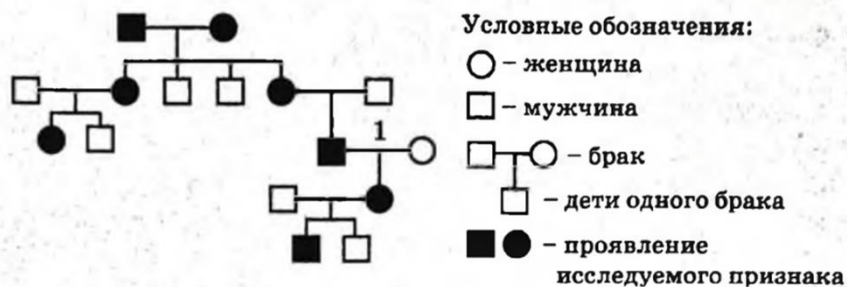 Условные обозначения:
– женщина
– мужчина
1
– брак
– дети одного брака
– проявление
исследуемого признака